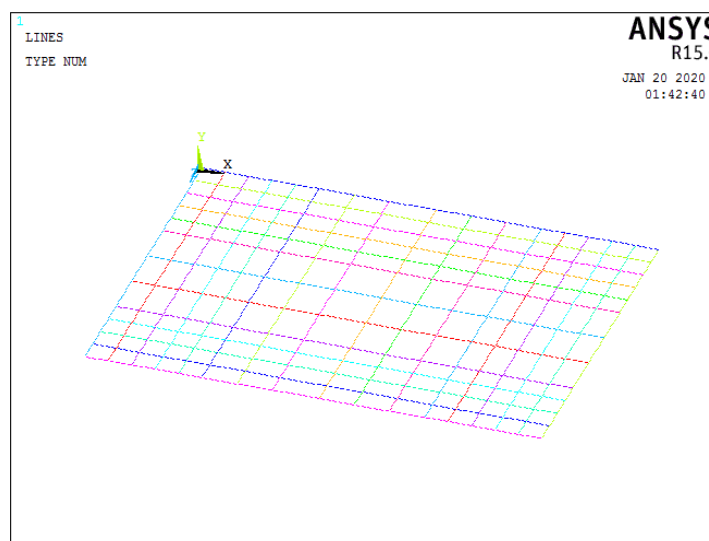 1
LINES
TYPE NUM
ANSYS
R15.
JAN 20 2020
01:42:40
Y
X